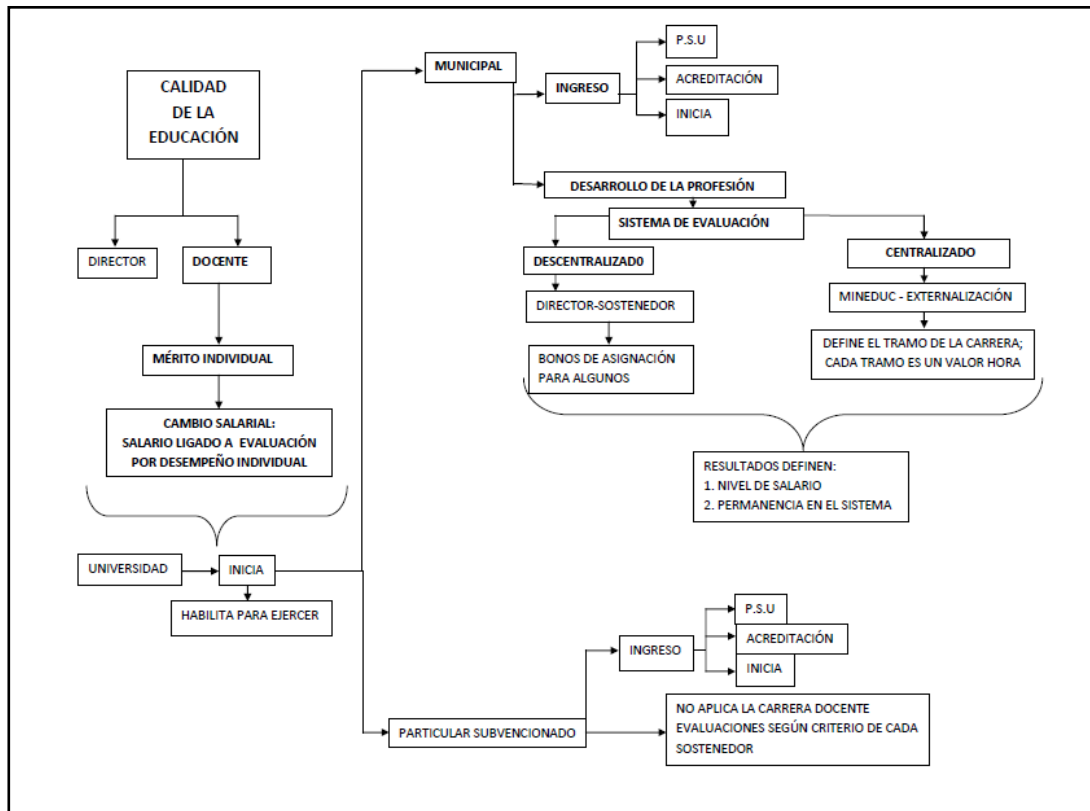 CALIDAD
DE LA
EDUCACIÓN
DIRECTOR
DOCENTE
MÉRITO INDIVIDUAL
CAMBIO SALARIAL:
SALARIO LIGADO A EVALUACIÓN
POR DESEMPEÑO INDIVIDUAL
UNIVERSIDAD
INICIA
HABILITA PARA EJERCER
MUNICIPAL
INGRESO
P.S.U
ACREDITACIÓN
INICIA
DESARROLLO DE LA PROFESIÓN
SISTEMA DE EVALUACIÓN
DESCENTRALIZAD0
DIRECTOR-SOSTENEDOR
BONOS DE ASIGNACIÓN
PARA ALGUNOS
CENTRALIZADO
MINEDUC - EXTERNALIZACIÓN
DEFINE EL TRAMO DE LA CARRERA;
CADA TRAMO ES UN VALOR HORA
RESULTADOS DEFINEN:
1. NIVEL DE SALARIO
2. PERMANENCIA EN EL SISTEMA
PARTICULAR SUBVENCIONADO
INGRESO
P.S.U
ACREDITACIÓN
INICIA
NO APLICA LA CARRERA DOCENTE
EVALUACIONES SEGÚN CRITERIO DE CADA
SOSTENEDOR